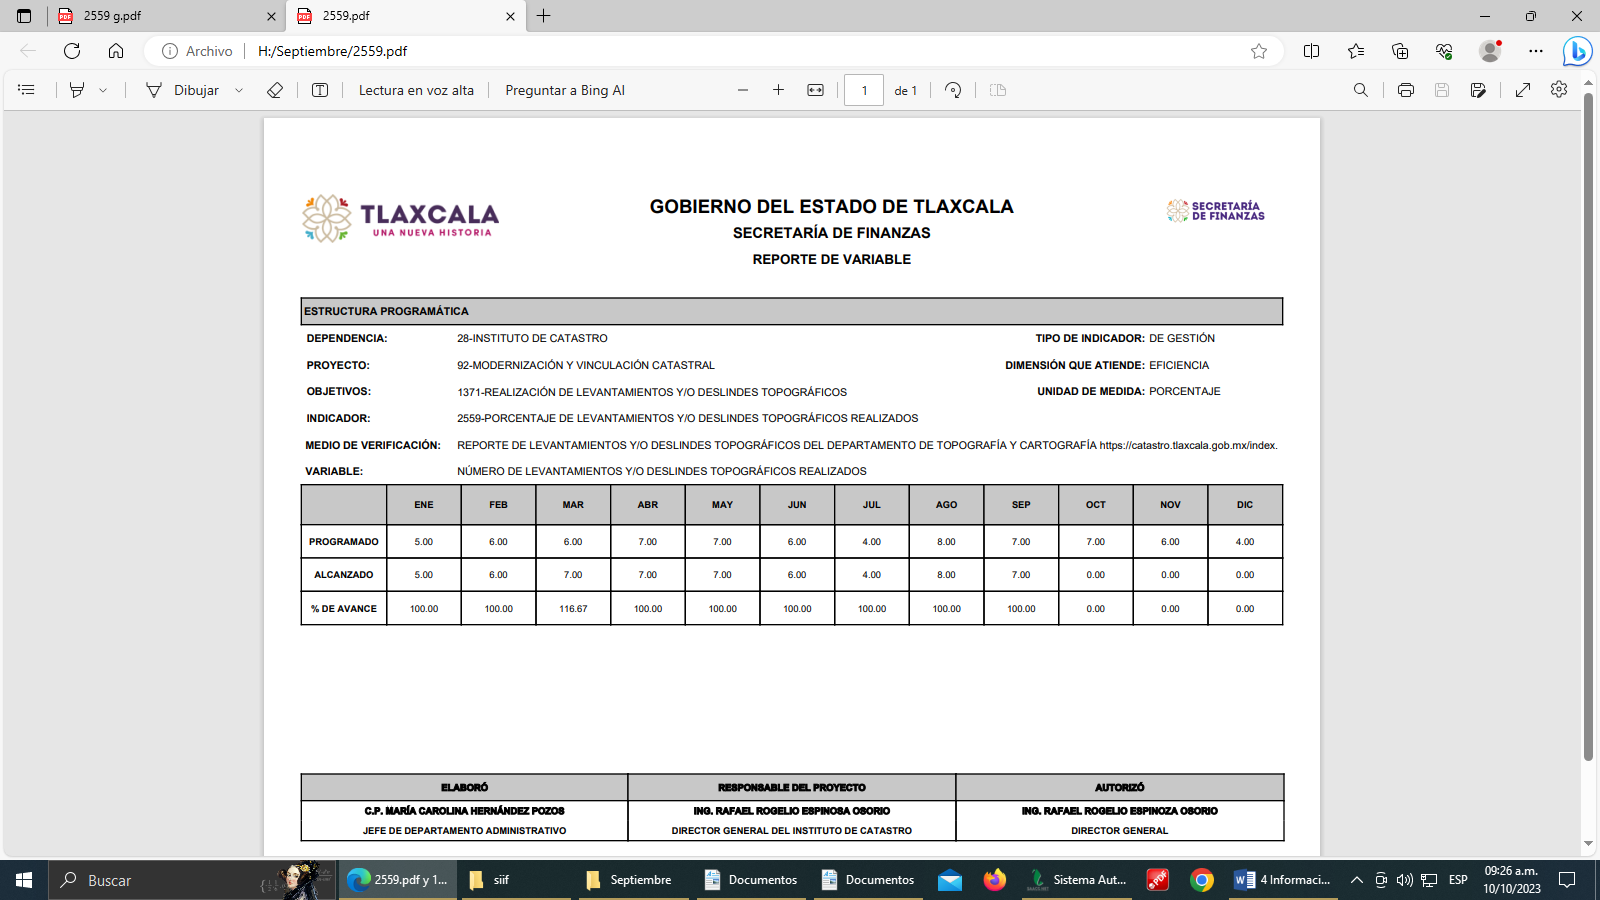 2559 g.pdf
2559.pdf
Archivo
H:/Septiembre/2559.pdf
Dibujar
Lectura en voz alta
Preguntar a Bing AI
1
de 1
TLAXCALA
UNA NUEVA HISTORIA
GOBIERNO DEL ESTADO DE TLAXCALA
SECRETARÍA DE FINANZAS
REPORTE DE VARIABLE
SECRETARÍA
DE FINANZAS
ESTRUCTURA PROGRAMÁTICA
DEPENDENCIA: 28-INSTITUTO DE CATASTRO TIPO DE INDICADOR: DE GESTIÓN
PROYECTO: 92-MODERNIZACIÓN Y VINCULACIÓN CATASTRAL DIMENSIÓN QUE ATIENDE: EFICIENCIA
OBJETIVOS: 1371-REALIZACIÓN DE LEVANTAMIENTOS Y/O DESLINDES TOPOGRÁFICOS UNIDAD DE MEDIDA: PORCENTAJE
INDICADOR: 2559-PORCENTAJE DE LEVANTAMIENTOS Y/O DESLINDES TOPOGRÁFICOS REALIZADOS
MEDIO DE VERIFICACIÓN: REPORTE DE LEVANTAMIENTOS Y/O DESLINDES TOPOGRÁFICOS DEL DEPARTAMENTO DE TOPOGRAFÍA Y CARTOGRAFÍA https://catastro.tlaxcala.gob.mx/index.
VARIABLE: NÚMERO DE LEVANTAMIENTOS Y/O DESLINDES TOPOGRÁFICOS REALIZADOS
ENE FEB MAR ABR MAY JUN JUL AGO SEP OCT NOV DIC
PROGRAMADO 5.00 6.00 6.00 7.00 7.00 6.00 4.00 8.00 7.00 7.00 6.00 4.00
ALCANZADO 5.00 6.00 7.00 7.00 7.00 6.00 4.00 8.00 7.00 0.00 0.00 0.00
% DE AVANCE 100.00 100.00 116.67 100.00 100.00 100.00 100.00 100.00 100.00 0.00 0.00 0.00
ELABORÓ RESPONSABLE DEL PROYECTO AUTORIZÓ
C.P. MARÍA CAROLINA HERNÁNDEZ POZOS ING. RAFAEL ROGELIO ESPINOSA OSORIO ING. RAFAEL ROGELIO ESPINOZA OSORIO
JEFE DE DEPARTAMENTO ADMINISTRATIVO DIRECTOR GENERAL DEL INSTITUTO DE CATASTRO DIRECTOR GENERAL
Buscar
2559.pdf y 1...
siif
Septiembre
Documentos
Documentos
Sistema Aut...
4 Informaci...
ESP
09:26 a.m.
10/10/2023